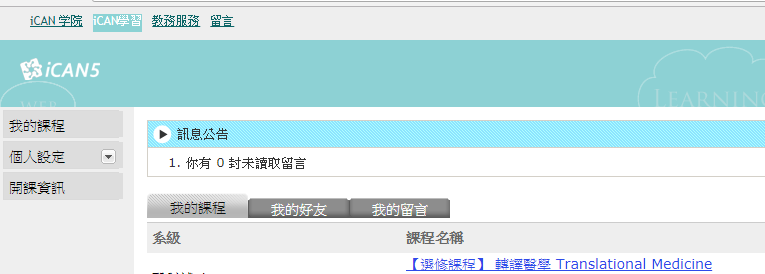 iCAN 学院 iCAN學習 教務服務 留言
iCAN5
WEB
LEARNING
我的課程
個人設定
開課資訊
訊息公告
1. 你有 0 封未讀取留言
我的課程 我的好友 我的留言
系級 課程名稱
【選修課程】 轉譯醫學 Translational Medicine